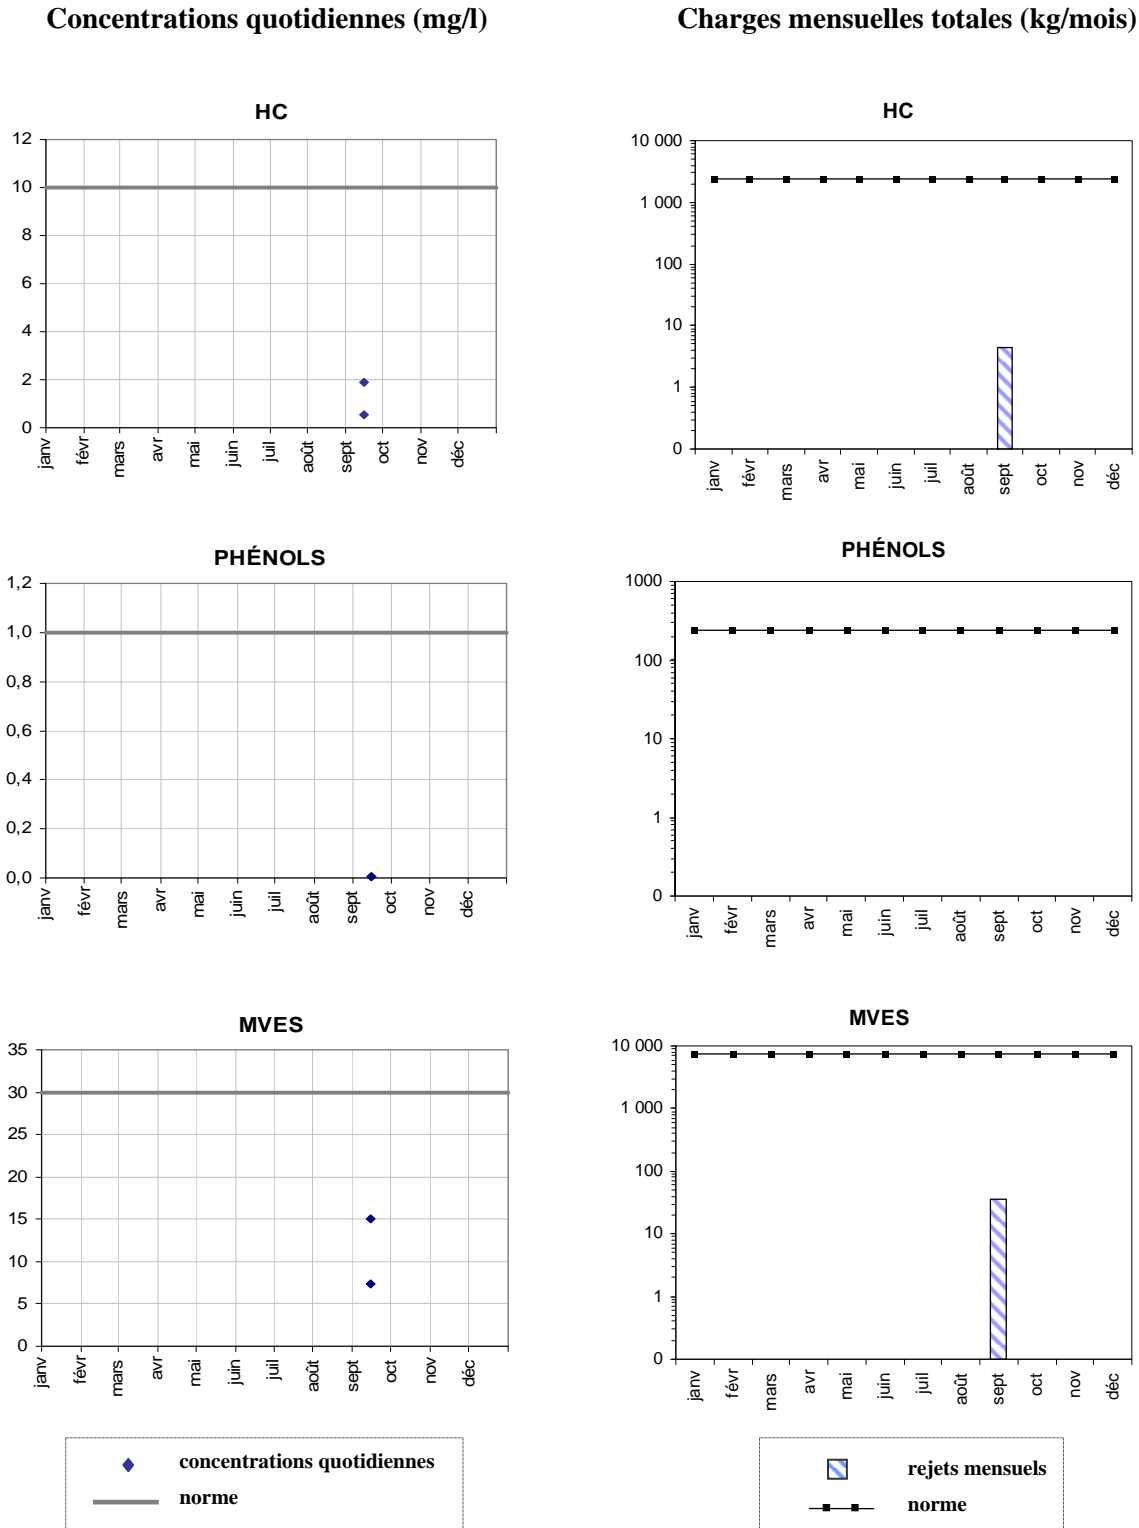 Concentrations quotidiennes (mg/l)
Charges mensuelles totales (kg/mois)
HC
12
10
8
6
4
2
0
janv févr mars avr mai juin juil août sept oct nov déc
HC
10 000
1 000
100
10
1
0
janv févr mars avr mai juin juil août sept oct nov déc
PHÉNOLS
1,2
1,0
0,8
0,6
0,4
0,2
0,0
janv févr mars avr mai juin juil août sept oct nov déc
PHÉNOLS
1000
100
10
1
0
janv févr mars avr mai juin juil août sept oct nov déc
MVES
35
30
25
20
15
10
5
0
janv févr mars avr mai juin juil août sept oct nov déc
MVES
10 000
1 000
100
10
1
0
janv févr mars avr mai juin juil août sept oct nov déc
concentrations quotidiennes
norme
rejets mensuels
norme